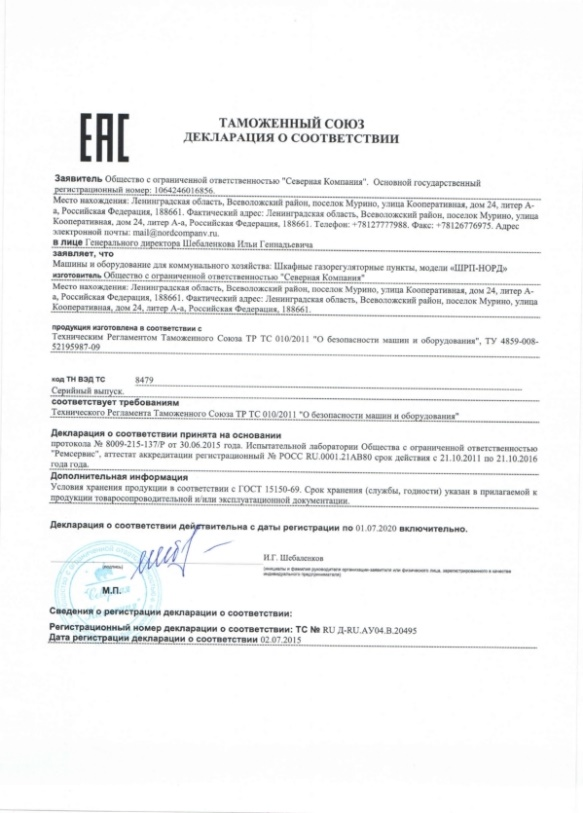 ЕАС
ТАМОЖЕННЫЙ СОЮЗ
ДЕКЛАРАЦИЯ О СООТВЕТСТВИИ
Заявитель Общество с ограниченной ответственностью "Северная Компания". Основной государственный
регистрационный номер: 1064246016856.
Место нахождения: Ленинградская область, Всеволожский район, поселок Мурино, улица Кооперативная, дом 24, литер А-
а, Российская Федерация, 188661. Фактический адрес: Ленинградская область, Всеволожский район, поселок Мурино, улица
Кооперативная, дом 24, литер А-а, Российская Федерация, 188661. Телефон: +78127777988. Факс: +78126776975. Адрес
электронной почты: mail@nordcompany.ru.
в лице Генерального директора Шебаленкова Ильи Геннадьевича
заявляет, что
Машины и оборудование для коммунального хозяйства: Шкафные газорегуляторные пункты, модели «ШРП-НОРД»
изготовитель Общество с ограниченной ответственностью "Северная Компания"
Место нахождения: Ленинградская область, Всеволожский район, поселок Мурино, улица Кооперативная, дом 24, литер А-
а, Российская Федерация, 188661. Фактический адрес: Ленинградская область, Всеволожский район, поселок Мурино, улица
Кооперативная, дом 24, литер А-а, Российская Федерация, 188661.
продукция изготовлена в соответствии с
Техническим Регламентом Таможенного Союза ТР ТС 010/2011 "О безопасности машин и оборудования", ТУ 4859-008-
52195987-09
код ТН ВЭД ТС 8479
Серийный выпуск.
соответствует требованиям
Технического Регламента Таможенного Союза ТР ТС 010/2011 "О безопасности машин и оборудования"
Декларация о соответствии принята на основании
протокола № 8009-215-137/Р от 30.06.2015 года. Испытательной лаборатории Общества с ограниченной ответственностью
"Ремсервис", аттестат аккредитации регистрационный № РОСС RU.0001.21АВ80 срок действия с 21.10.2011 по 21.10.2016
года года.
Дополнительная информация
Условия хранения продукции в соответствии с ГОСТ 15150-69. Срок хранения (службы, годности) указан в прилагаемой к
продукции товаросопроводительной и/или эксплуатационной документации.
Декларация о соответствии действительна с даты регистрации по 01.07.2020 включительно.
И.Г. Шебаленков
(подпись)
(инициалы и фамилия руководителя организации-заявителя или физического лица, зарегистрированного в качестве
индивидуального предпринимателя)
М.П.
Сведения о регистрации декларации о соответствии:
Регистрационный номер декларации о соответствии: ТС № RU Д-RU.АУ04.В.20495
Дата регистрации декларации о соответствии 02.07.2015